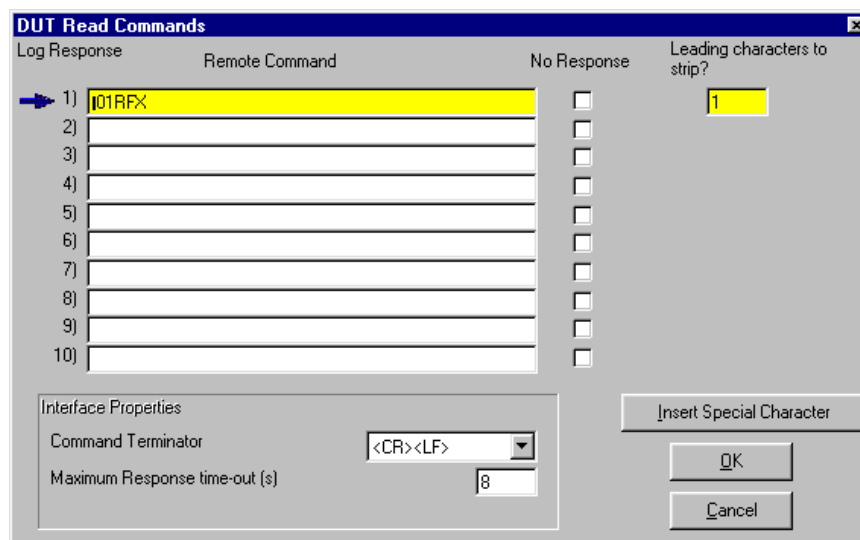 DUT Read Commands
Log Response
Remote Command
No Response
Leading characters to strip?
1) 01RFX 1
2)
3)
4)
5)
6)
7)
8)
9)
10)
Interface Properties
Command Terminator <CR><LF>
Maximum Response time-out (s) 8
Insert Special Character
OK
Cancel